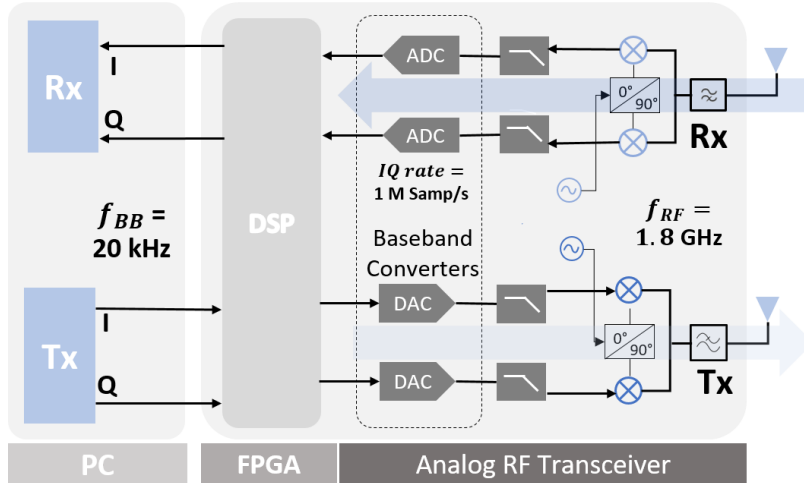 Rx
I
Q
f_BB =
20 kHz
Tx
I
Q
DSP
ADC
ADC
IQ rate =
1 M Samp/s
Baseband
Converters
DAC
DAC
0°
90°
Rx
f_RF =
1.8 GHz
0°
90°
Tx
PC
FPGA
Analog RF Transceiver